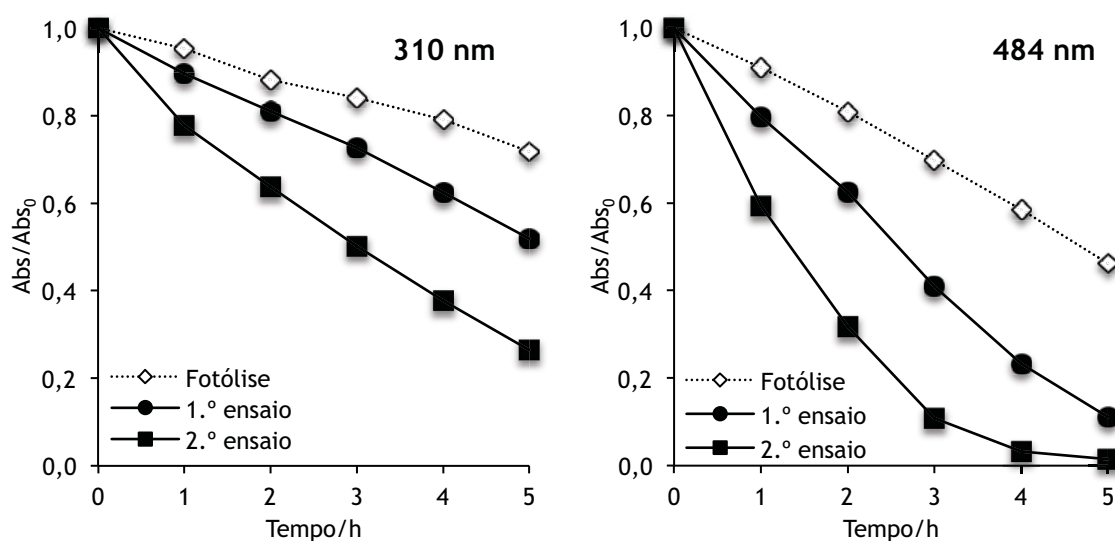 310 nm
Abs/Abs₀
1,0
0,8
0,6
0,4
0,2
0,0
Fotólise
1.º ensaio
2.º ensaio
0 1 2 3 4 5
Tempo/h
484 nm
Abs/Abs₀
1,0
0,8
0,6
0,4
0,2
0,0
Fotólise
1.º ensaio
2.º ensaio
0 1 2 3 4 5
Tempo/h